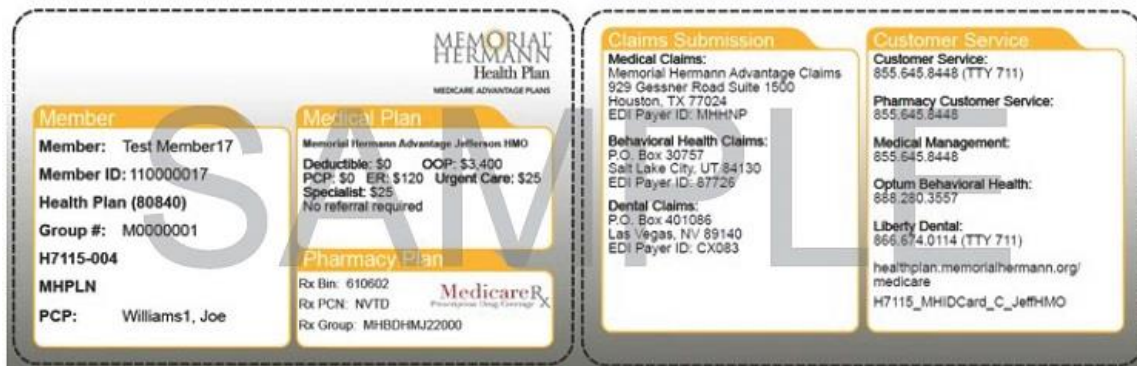 MEMORIAL
HERMANN
Health Plan
MEDICARE ADVANTAGE PLANS
Member
Member: Test Member17
Member ID: 110000017
Health Plan (80840)
Group #: M0000001
H7115-004
MHPLN
PCP: Williams1, Joe
Medical Plan
Memorial Hermann Advantage Jefferson HMO
Deductible: $0 OOP: $3,400
PCP: $0 ER: $120 Urgent Care: $25
Specialist: $25
No referral required
Pharmacy Plan
Rx Bin: 610602
Rx PCN: NVTD
Rx Group: MHBDHMJ22000
MedicareRx
Prescription Drug Coverage
Claims Submission
Medical Claims:
Memorial Hermann Advantage Claims
929 Gessner Road Suite 1500
Houston, TX 77024
EDI Payer ID: MHHNP
Behavioral Health Claims:
P.O. Box 30757
Salt Lake City, UT 84130
EDI Payer ID: 87726
Dental Claims:
P.O. Box 401086
Las Vegas, NV 89140
EDI Payer ID: CX083
Customer Service
Customer Service:
855.645.8448 (TTY 711)
Pharmacy Customer Service:
855.645.8448
Medical Management:
855.645.8448
Optum Behavioral Health:
888.280.3557
Liberty Dental:
866.674.0114 (TTY 711)
healthplan.memorialhermann.org/
medicare
H7115_MHIDCard_C_JeffHMO
SAMPLE